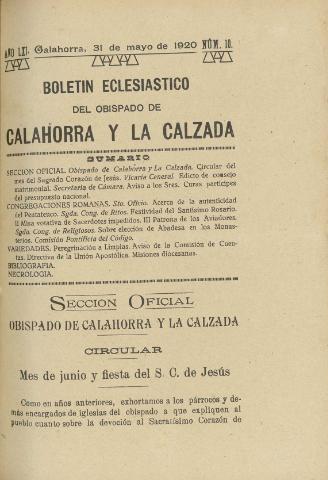 AÑO LXI. Calahorra, 31 de mayo de 1920 NÚM. 10.
BOLETIN ECLESIASTICO
DEL OBISPADO DE
CALAHORRA Y LA CALZADA
SUMARIO
SECCION OFICIAL. Obispado de Calahorra y La Calzada. Circular del
mes del Sagrado Corazón de Jesús. Vicaría General. Edicto de consejo
matrimonial. Secretaría de Cámara. Aviso a los Sres. Curas partícipes
del presupuesto nacional.
CONGREGACIONES ROMANAS. Sto. Oficio. Acerca de la autenticidad
del Pentateuco. Sgda. Cong. de Ritos. Festividad del Santísimo Rosario.
II Misa votativa de Sacerdotes impedidos. III Patrona de los Aviadores.
Sgda. Cong. de Religiosos. Sobre elección de Abadesa en los Monas-
terios. Comisión Pontificia del Código.
VARIEDADES. Peregrinación a Limpias. Aviso de la Comisión de Cuen-
tas. Directiva de la Unión Apostólica. Misiones diocesanas.
BIBLIOGRAFIA.
NECROLOGIA.
SECCION OFICIAL
OBISPADO DE CALAHORRA Y LA CALZADA
CIRCULAR
Mes de junio y fiesta del S. C. de Jesús
Como en años anteriores, exhortamos a los párrocos y de-
más encargados de iglesias del obispado a que expliquen al
pueblo cuanto sobre la devoción al Sacratísimo Corazón de